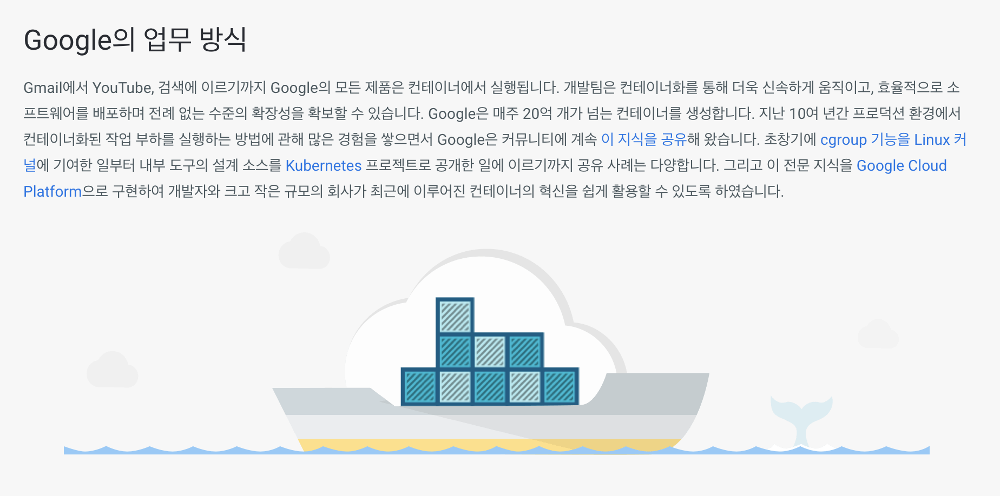 Google의 업무 방식
Gmail에서 YouTube, 검색에 이르기까지 Google의 모든 제품은 컨테이너에서 실행됩니다. 개발팀은 컨테이너화를 통해 더욱 신속하게 움직이고, 효율적으로 소
프트웨어를 배포하며 전례 없는 수준의 확장성을 확보할 수 있습니다. Google은 매주 20억 개가 넘는 컨테이너를 생성합니다. 지난 10여 년간 프로덕션 환경에서
컨테이너화된 작업 부하를 실행하는 방법에 관해 많은 경험을 쌓으면서 Google은 커뮤니티에 계속 이 지식을 공유해 왔습니다. 초창기에 cgroup 기능을 Linux 커
널에 기여한 일부터 내부 도구의 설계 소스를 Kubernetes 프로젝트로 공개한 일에 이르기까지 공유 사례는 다양합니다. 그리고 이 전문 지식을 Google Cloud
Platform으로 구현하여 개발자와 크고 작은 규모의 회사가 최근에 이루어진 컨테이너의 혁신을 쉽게 활용할 수 있도록 하였습니다.